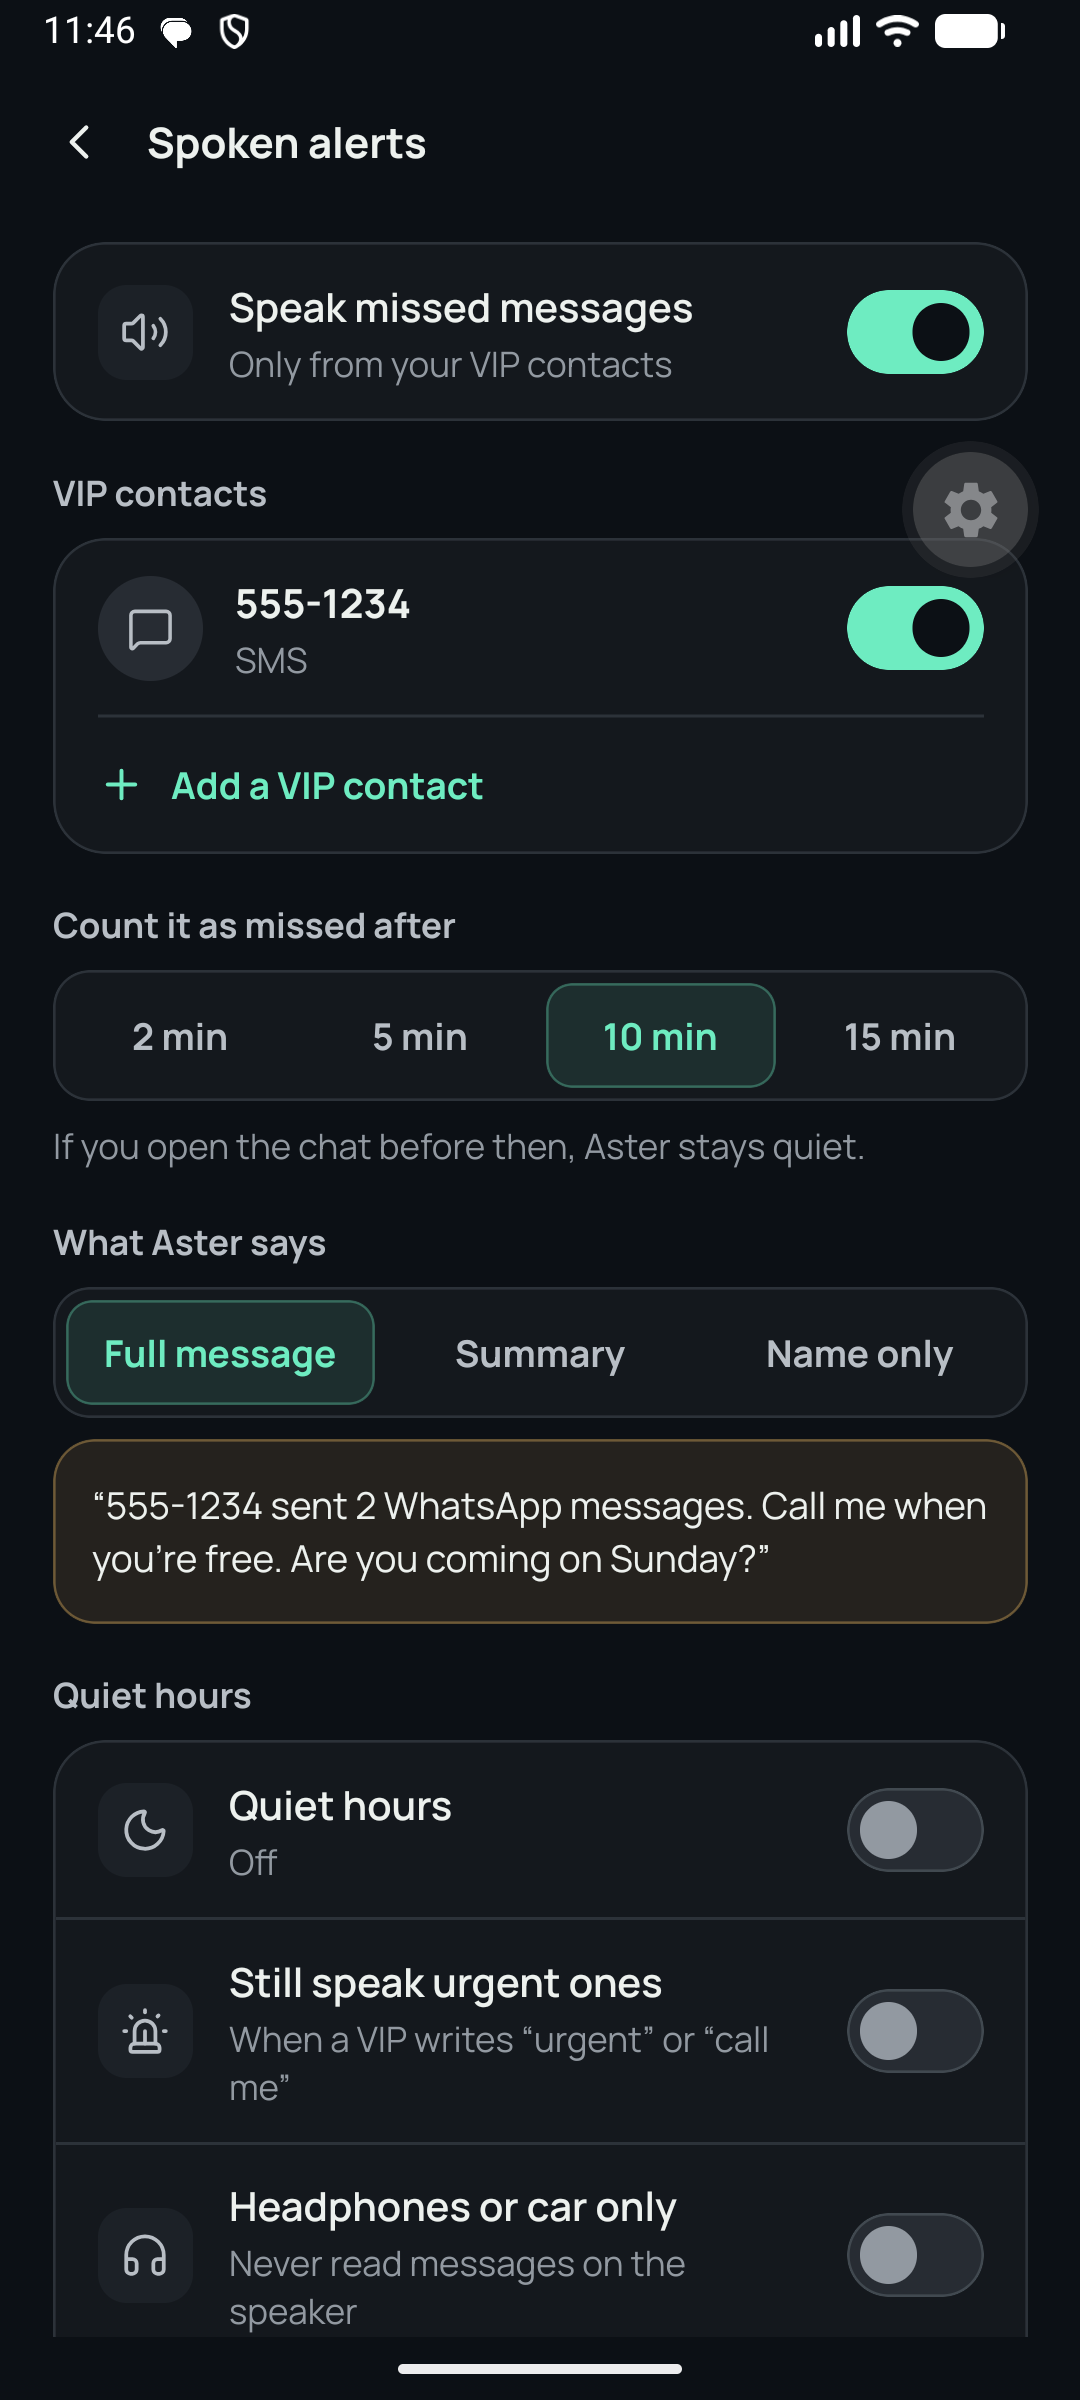 11:46
Spoken alerts
Speak missed messages
Only from your VIP contacts
VIP contacts
555-1234
SMS
Add a VIP contact
Count it as missed after
2 min
5 min
10 min
15 min
If you open the chat before then, Aster stays quiet.
What Aster says
Full message
Summary
Name only
“555-1234 sent 2 WhatsApp messages. Call me when
you’re free. Are you coming on Sunday?”
Quiet hours
Quiet hours
Off
Still speak urgent ones
When a VIP writes “urgent” or “call
me”
Headphones or car only
Never read messages on the
speaker